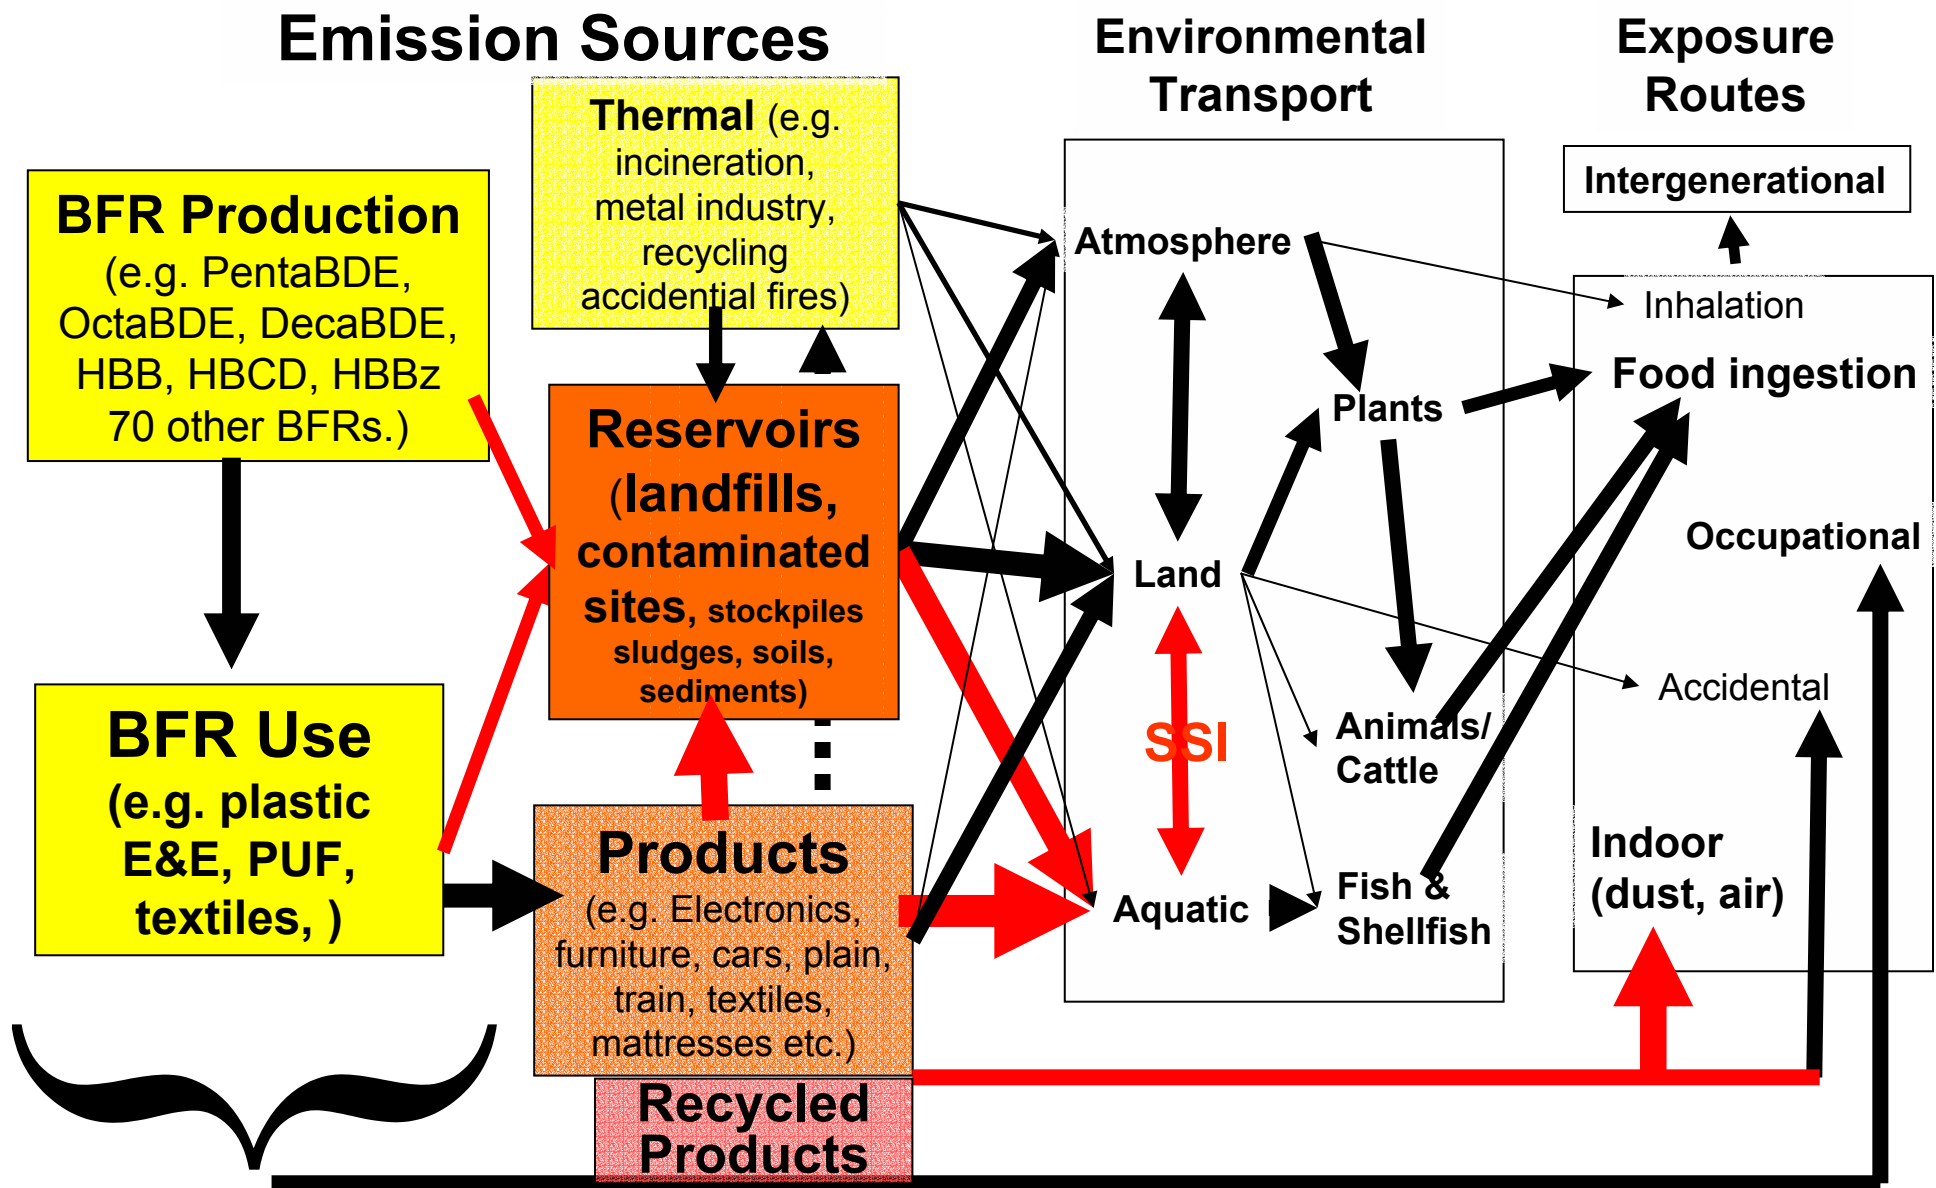 Emission Sources
Environmental
Transport
Exposure
Routes
Thermal (e.g.
incineration,
metal industry,
recycling
accidential fires)
BFR Production
(e.g. PentaBDE,
OctaBDE, DecaBDE,
HBB, HBCD, HBBz
70 other BFRs.)
Reservoirs
(landfills,
contaminated
sites, stockpiles
sludges, soils,
sediments)
BFR Use
(e.g. plastic
E&E, PUF,
textiles, )
Products
(e.g. Electronics,
furniture, cars, plain,
train, textiles,
mattresses etc.)
Recycled
Products
Atmosphere
Plants
Land
SSI
Animals/
Cattle
Aquatic
Fish &
Shellfish
Intergenerational
Inhalation
Food ingestion
Occupational
Accidental
Indoor
(dust, air)